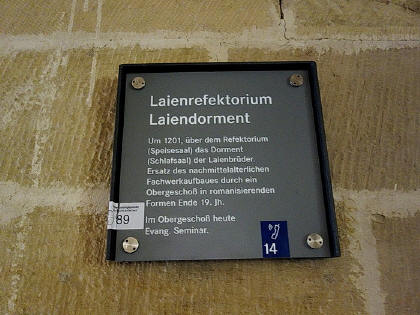 Laienrefektorium
Laiendorment
Um 1201, über dem Refektorium
(Speisesaal) das Dorment
(Schlafsaal) der Laienbrüder.
Ersatz des nachmittelalterlichen
Fachwerkaufbaues durch ein
Obergeschoß in romanisierenden
Formen Ende 19. Jh.
Im Obergeschoß heute
Evang. Seminar.
89
14